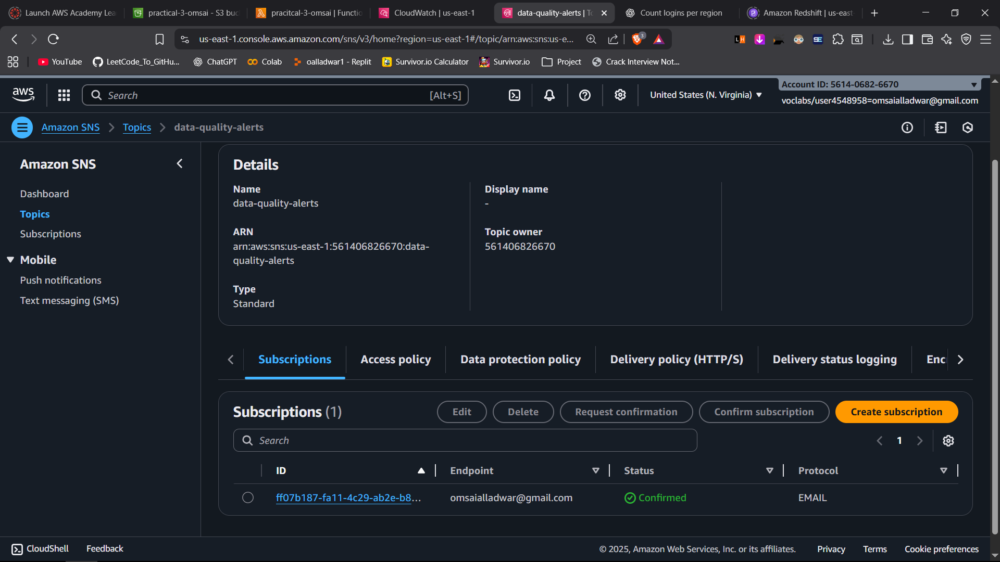 Launch AWS Academy Lea
practical-3-omsai - S3 buc
pracitcal-3-omsai | Functio
CloudWatch | us-east-1
data-quality-alerts | To
Count logins per region
Amazon Redshift | us-east-
us-east-1.console.aws.amazon.com/sns/v3/home?region=us-east-1#/topic/arn:aws:sns:us-e...
3
LH
SE
YouTube
LeetCode_To_GitHu...
ChatGPT
Colab
oalladwar1 - Replit
Survivor.io Calculator
Survivor.io
Project
Crack Interview Not...
aws
Search
[Alt+S]
United States (N. Virginia)
Account ID: 5614-0682-6670
voclabs/user4548958=omsaialladwar@gmail.com
Amazon SNS
Topics
data-quality-alerts
Amazon SNS
Dashboard
Topics
Subscriptions
Mobile
Push notifications
Text messaging (SMS)
Details
Name
data-quality-alerts
ARN
arn:aws:sns:us-east-1:561406826670:data-
quality-alerts
Type
Standard
Display name
-
Topic owner
561406826670
Subscriptions
Access policy
Data protection policy
Delivery policy (HTTP/S)
Delivery status logging
Enc
Subscriptions (1)
Edit
Delete
Request confirmation
Confirm subscription
Create subscription
Search
1
ID
Endpoint
Status
Protocol
ff07b187-fa11-4c29-ab2e-b8...
omsaialladwar@gmail.com
Confirmed
EMAIL
CloudShell
Feedback
© 2025, Amazon Web Services, Inc. or its affiliates.
Privacy
Terms
Cookie preferences